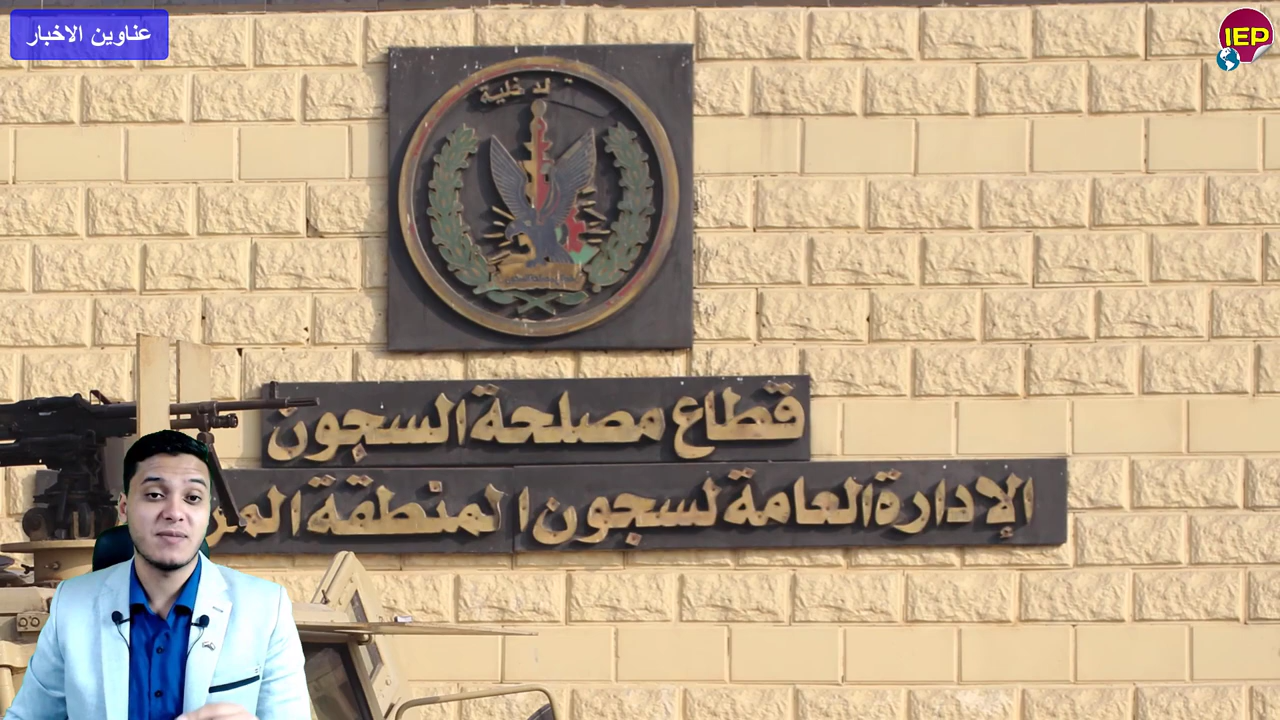 عناوين الاخبار
IEP
الداخلية
قطاع مصلحة السجون
الإدارة العامة لسجون المنطقة